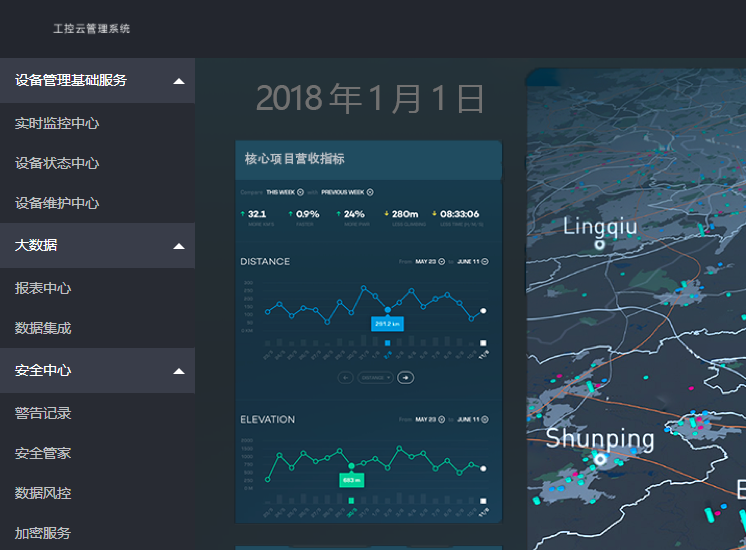 工控云管理系统
设备管理基础服务
实时监控中心
设备状态中心
设备维护中心
大数据
报表中心
数据集成
安全中心
警告记录
安全管家
数据风控
加密服务
2018 年 1 月 1 日
核心项目营收指标
Compare THIS WEEK with PREVIOUS WEEK
32.1 0.9% 24% 280m 08:33:06
DISTANCE From MAY 23 to JUNE 11
291.2 km
DISTANCE
ELEVATION From MAY 23 to JUNE 11
683 m
Lingqiu
Shunping